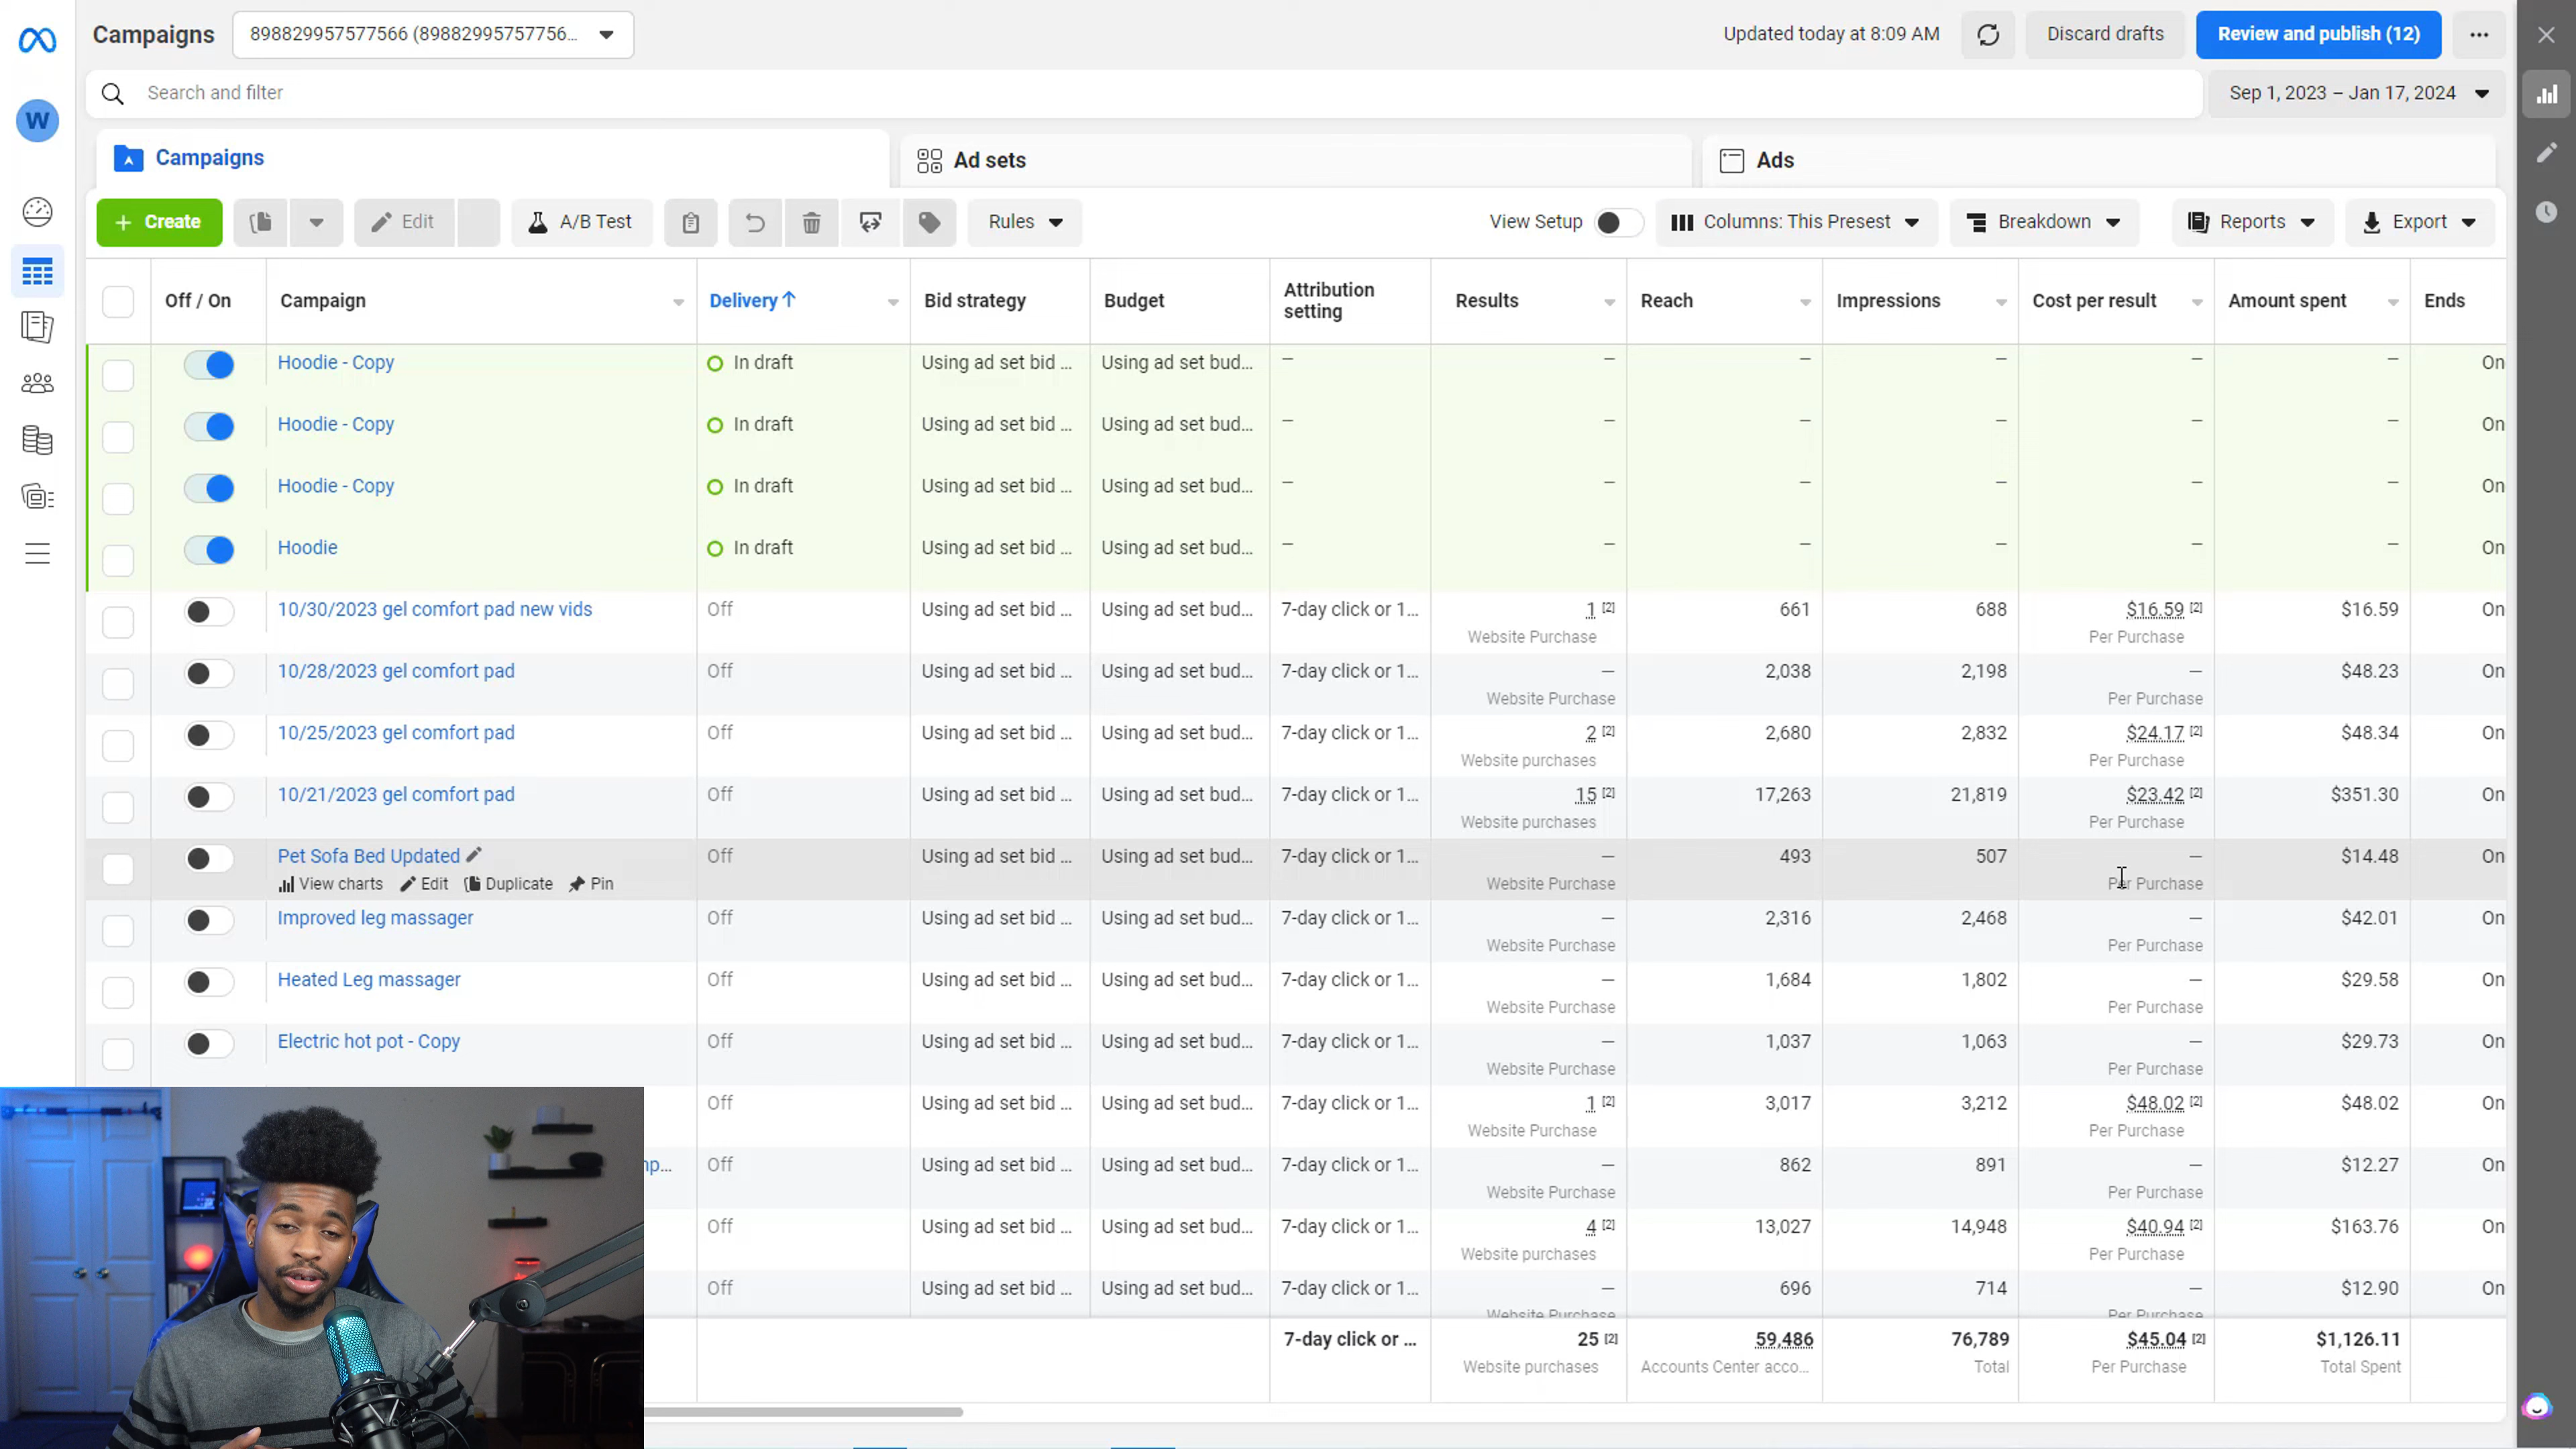 Campaigns
898829957577566 (89882995757756...
Updated today at 8:09 AM
Discard drafts
Review and publish (12)
W
Search and filter
Sep 1, 2023 – Jan 17, 2024
Campaigns
Ad sets
Ads
+ Create
Edit
A/B Test
Rules
View Setup
Columns: This Presest
Breakdown
Reports
Export
Off / On Campaign Delivery ↑ Bid strategy Budget Attribution setting Results Reach Impressions Cost per result Amount spent Ends
Hoodie - Copy In draft Using ad set bid ... Using ad set bud... — — — — — — On
Hoodie - Copy In draft Using ad set bid ... Using ad set bud... — — — — — — On
Hoodie - Copy In draft Using ad set bid ... Using ad set bud... — — — — — — On
Hoodie In draft Using ad set bid ... Using ad set bud... — — — — — — On
10/30/2023 gel comfort pad new vids Off Using ad set bid ... Using ad set bud... 7-day click or 1... 1 [2] 661 688 $16.59 [2] $16.59 On
Website Purchase Per Purchase
10/28/2023 gel comfort pad Off Using ad set bid ... Using ad set bud... 7-day click or 1... — 2,038 2,198 — $48.23 On
Website Purchase Per Purchase
10/25/2023 gel comfort pad Off Using ad set bid ... Using ad set bud... 7-day click or 1... 2 [2] 2,680 2,832 $24.17 [2] $48.34 On
Website purchases Per Purchase
10/21/2023 gel comfort pad Off Using ad set bid ... Using ad set bud... 7-day click or 1... 15 [2] 17,263 21,819 $23.42 [2] $351.30 On
Website purchases Per Purchase
Pet Sofa Bed Updated Off Using ad set bid ... Using ad set bud... 7-day click or 1... — 493 507 — $14.48 On
View charts Edit Duplicate Pin Website Purchase Per Purchase
Improved leg massager Off Using ad set bid ... Using ad set bud... 7-day click or 1... — 2,316 2,468 — $42.01 On
Website Purchase Per Purchase
Heated Leg massager Off Using ad set bid ... Using ad set bud... 7-day click or 1... — 1,684 1,802 — $29.58 On
Website Purchase Per Purchase
Electric hot pot - Copy Off Using ad set bid ... Using ad set bud... 7-day click or 1... — 1,037 1,063 — $29.73 On
Website Purchase Per Purchase
Off Using ad set bid ... Using ad set bud... 7-day click or 1... 1 [2] 3,017 3,212 $48.02 [2] $48.02 On
Website Purchase Per Purchase
Off Using ad set bid ... Using ad set bud... 7-day click or 1... — 862 891 — $12.27 On
Website Purchase Per Purchase
Off Using ad set bid ... Using ad set bud... 7-day click or 1... 4 [2] 13,027 14,948 $40.94 [2] $163.76 On
Website purchases Per Purchase
Off Using ad set bid ... Using ad set bud... 7-day click or 1... — 696 714 — $12.90 On
Website Purchase Per Purchase
7-day click or ... 25 [2] 59,486 76,789 $45.04 [2] $1,126.11
Website purchases Accounts Center acco... Total Per Purchase Total Spent